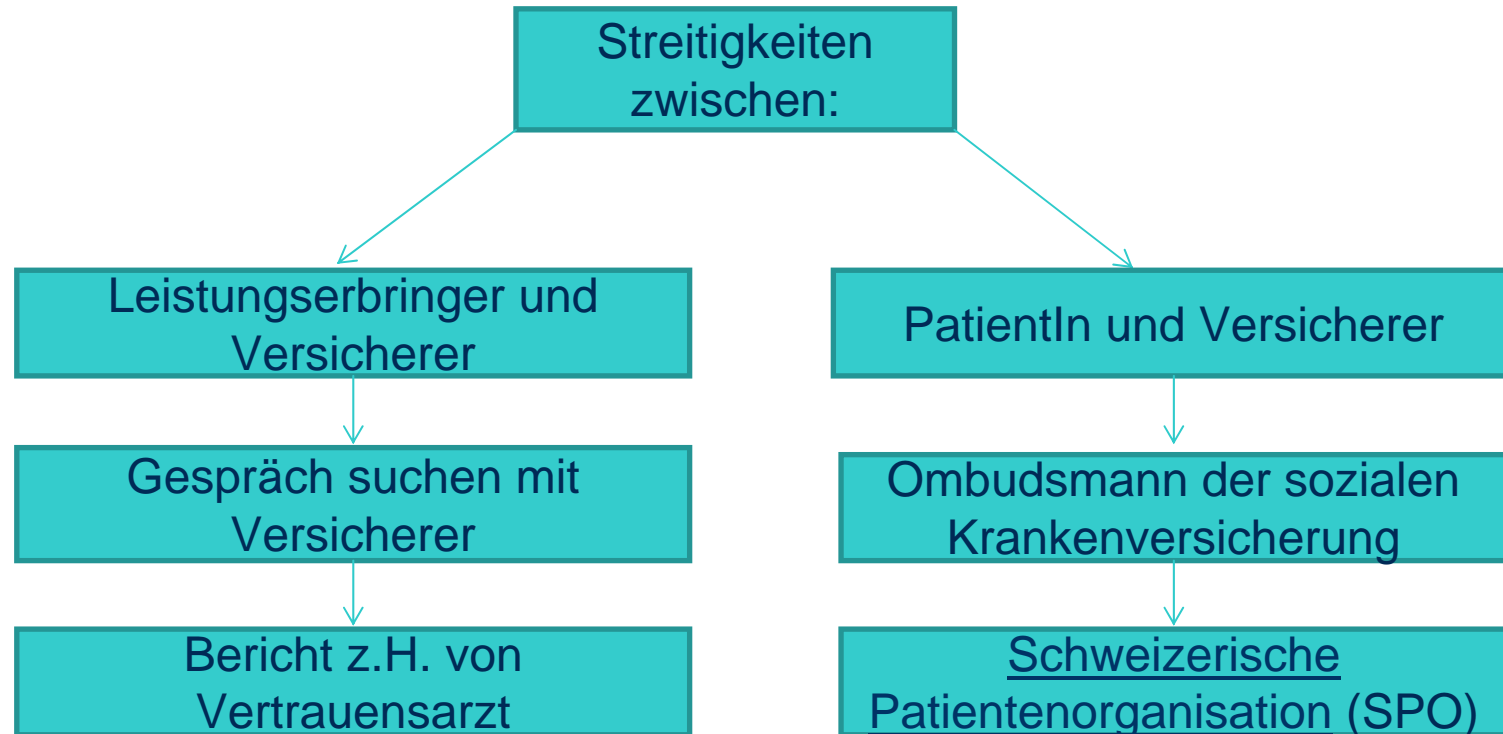 Streitigkeiten
zwischen:
Leistungserbringer und
Versicherer
PatientIn und Versicherer
Gespräch suchen mit
Versicherer
Ombudsmann der sozialen
Krankenversicherung
Bericht z.H. von
Vertrauensarzt
Schweizerische
Patientenorganisation (SPO)